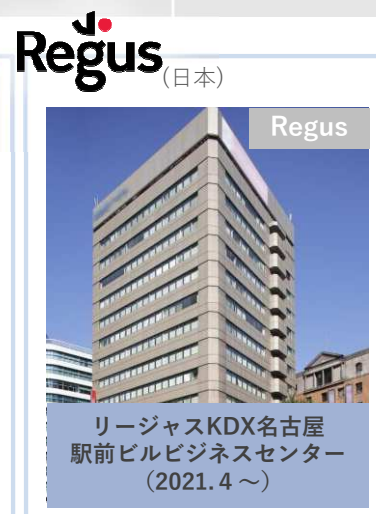 Regus
(日本)
Regus
リージャスKDX名古屋
駅前ビルビジネスセンター
（2021.４～）